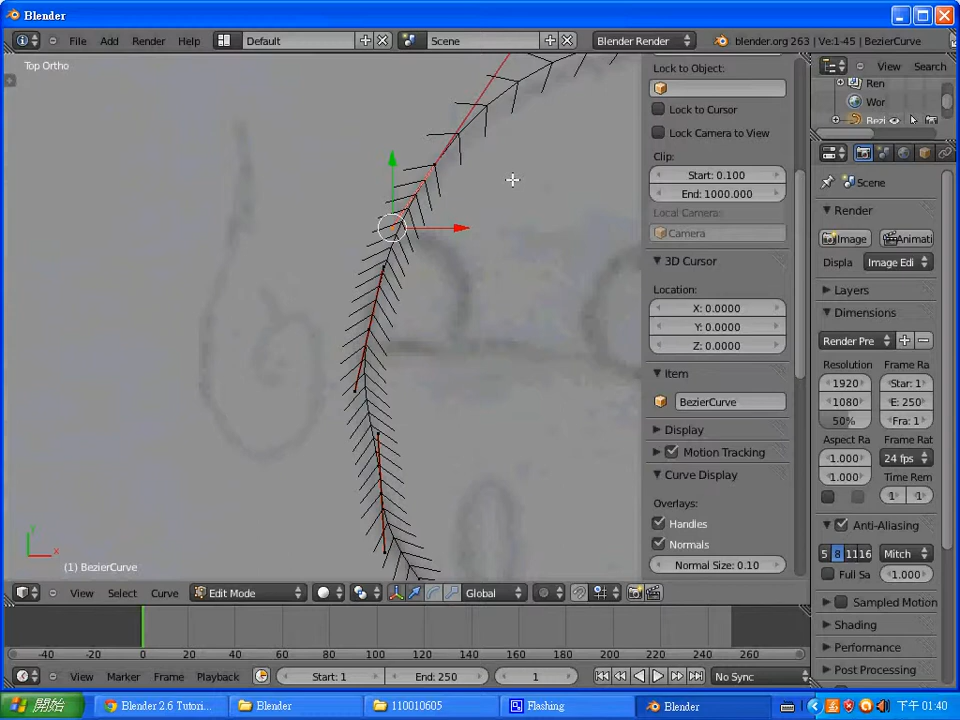 Blender
File Add Render Help Default Scene Blender Render blender.org 263 | Ve:1-45 | BezierCurve
Top Ortho
Lock to Object:
Lock to Cursor
Lock Camera to View
Clip:
Start: 0.100
End: 1000.000
Local Camera:
Camera
3D Cursor
Location:
X: 0.0000
Y: 0.0000
Z: 0.0000
Item
BezierCurve
Display
Motion Tracking
Curve Display
Overlays:
Handles
Normals
Normal Size: 0.10
View Search
Ren
Wor
Bezi
Scene
Render
Image Animati
Displa Image Edi
Layers
Dimensions
Render Pre
Resolution Frame Ra
1920 Star: 1
1080 E: 250
50% Fra: 1
Aspect Ra Frame Rat
1.000 24 fps
1.000 Time Rem
1 1
Anti-Aliasing
5 8 11 16 Mitch
Full Sa 1.000
Sampled Motion
Shading
Performance
Post Processing
y
x
(1) BezierCurve
View Select Curve Edit Mode Global
-40 -20 0 20 40 60 80 100 120 140 160 180 200 220 240 260
View Marker Frame Playback Start: 1 End: 250 1 No Sync
開始 Blender 2.6 Tutori... Blender 110010605 Flashing Blender 下午 01:40